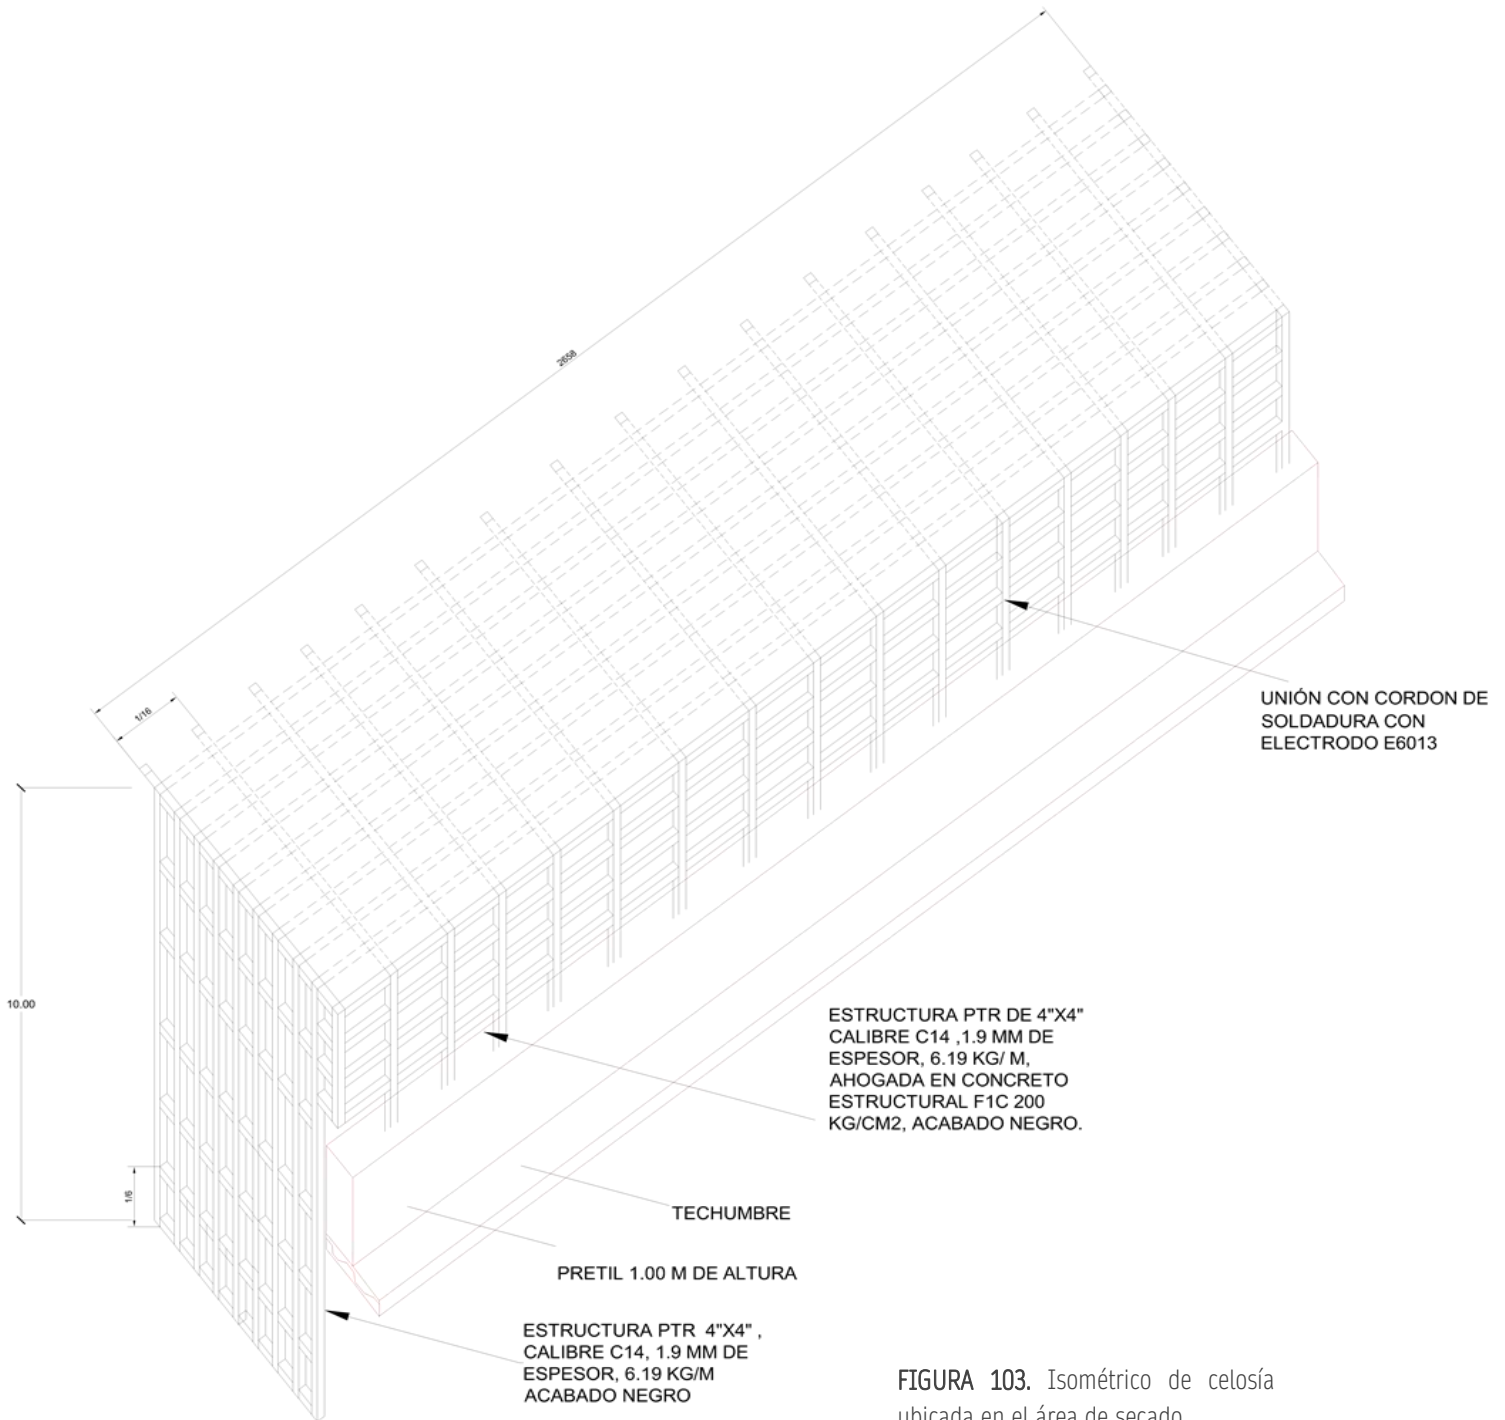 2658
1/16
10.00
1/6
UNIÓN CON CORDON DE
SOLDADURA CON
ELECTRODO E6013
ESTRUCTURA PTR DE 4"X4"
CALIBRE C14 ,1.9 MM DE
ESPESOR, 6.19 KG/ M,
AHOGADA EN CONCRETO
ESTRUCTURAL F1C 200
KG/CM2, ACABADO NEGRO.
TECHUMBRE
PRETIL 1.00 M DE ALTURA
ESTRUCTURA PTR 4"X4" ,
CALIBRE C14, 1.9 MM DE
ESPESOR, 6.19 KG/M
ACABADO NEGRO
FIGURA 103. Isométrico de celosía
ubicada en el área de secado